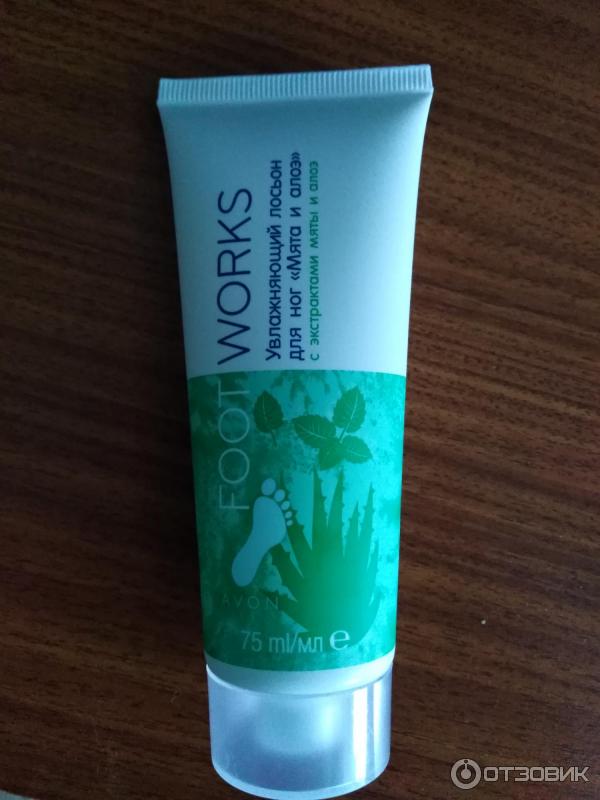 FOOT WORKS
Увлажняющий лосьон
для ног «Мята и алоэ»
с экстрактами мяты и алоэ
AVON
75 ml/мл e
ОТЗОВИК